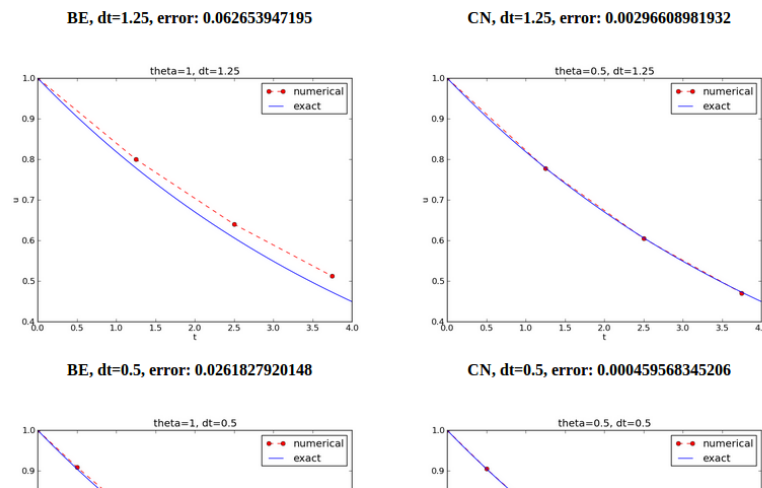 BE, dt=1.25, error: 0.062653947195
CN, dt=1.25, error: 0.00296608981932
theta=1, dt=1.25
numerical
exact
1.0
0.9
0.8
0.7
0.6
0.5
0.4
u
0.0 0.5 1.0 1.5 2.0 2.5 3.0 3.5 4.0
t
theta=0.5, dt=1.25
numerical
exact
1.0
0.9
0.8
0.7
0.6
0.5
0.4
u
0.0 0.5 1.0 1.5 2.0 2.5 3.0 3.5 4.
t
BE, dt=0.5, error: 0.0261827920148
CN, dt=0.5, error: 0.000459568345206
theta=1, dt=0.5
numerical
exact
1.0
0.9
theta=0.5, dt=0.5
numerical
exact
1.0
0.9